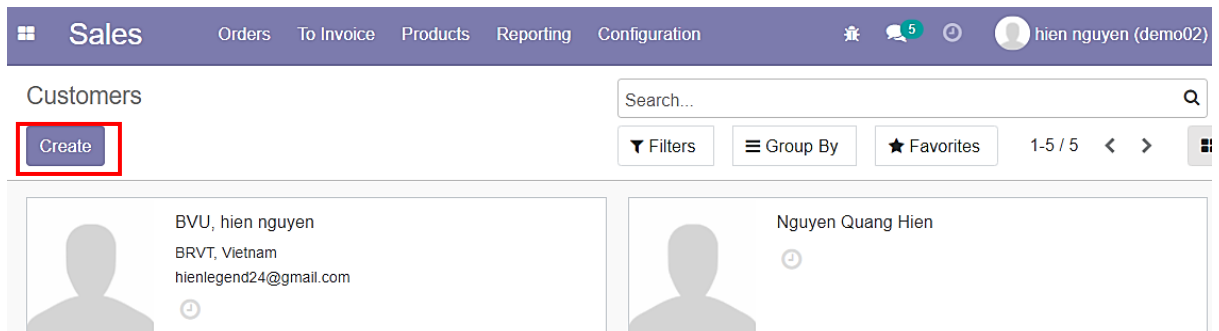 Sales Orders To Invoice Products Reporting Configuration 5 hien nguyen (demo02)
Customers Search...
Create Filters Group By Favorites 1-5 / 5
BVU, hien nguyen
BRVT, Vietnam
hienlegend24@gmail.com
Nguyen Quang Hien